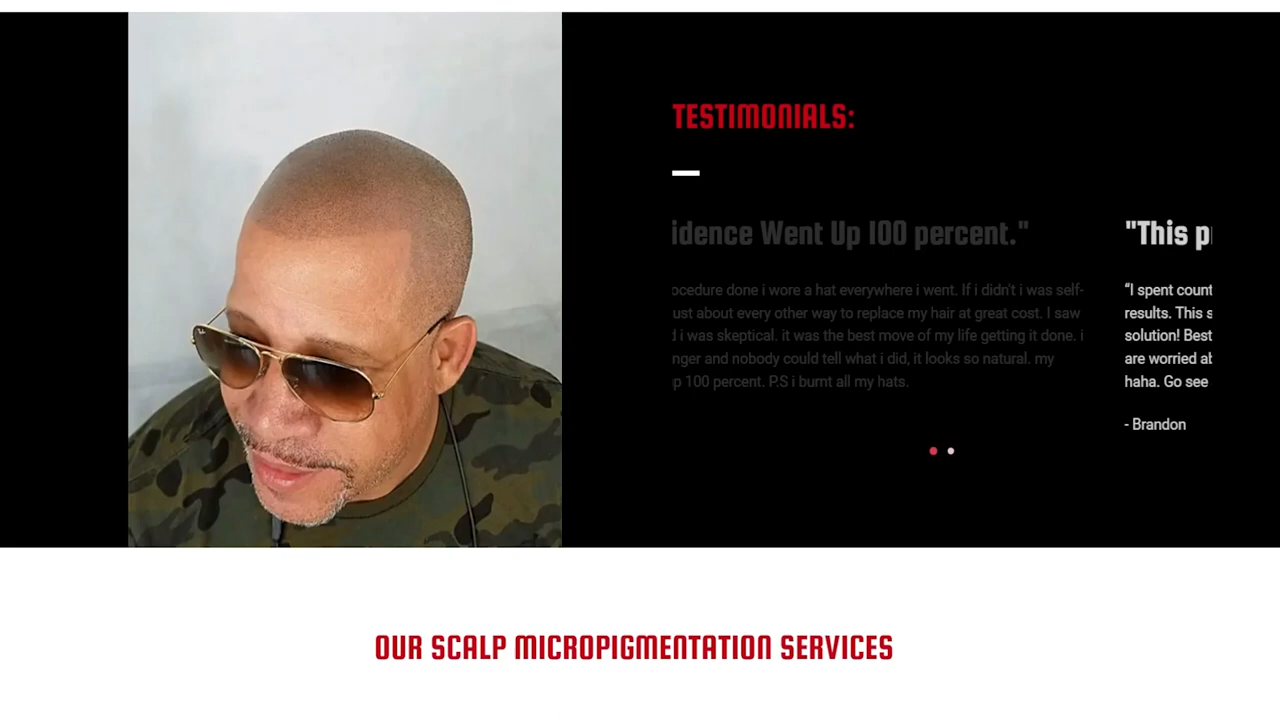 TESTIMONIALS:
idence Went Up 100 percent."
ocedure done i wore a hat everywhere i went. If i didn't i was self-
ust about every other way to replace my hair at great cost. I saw
i was skeptical. it was the best move of my life getting it done. i
nger and nobody could tell what i did, it looks so natural. my
p 100 percent. P.S i burnt all my hats.
"This p
“I spent count
results. This s
solution! Best
are worried ab
haha. Go see
- Brandon
OUR SCALP MICROPIGMENTATION SERVICES